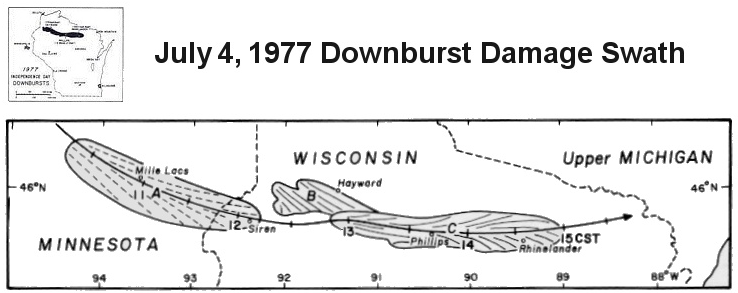 July 4, 1977 Downburst Damage Swath
1977
INDEPENDENCE DAY
DOWNBURSTS
WISCONSIN
Upper MICHIGAN
46°N
46°N
Mille Lacs
A
11
B
Hayward
12
Siren
13
C
Phillips
14
15 CST
Rhinelander
MINNESOTA
94
93
92
91
90
89
88°W